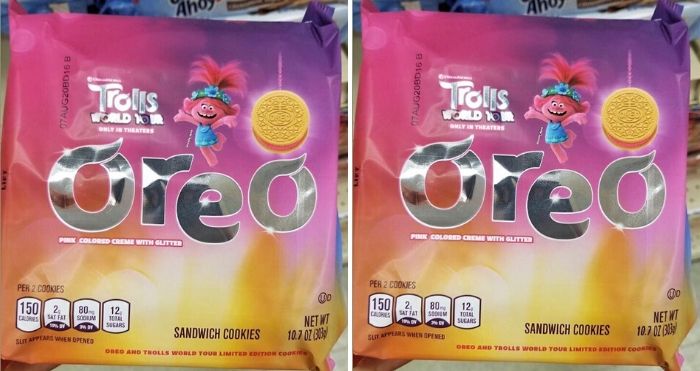 Ahoy
07AUG20BD16 B
Trolls
WORLD TOUR
ONLY IN THEATERS
OREO
Oreo
PINK COLORED CREME WITH GLITTER
PER 2 COOKIES
150
CALORIES
2g
SAT FAT
10% DV
80mg
SODIUM
3% DV
12g
TOTAL
SUGARS
SLIT APPEARS WHEN OPENED
SANDWICH COOKIES
U D
NET WT
10.7 OZ (303g)
OREO AND TROLLS WORLD TOUR LIMITED EDITION COOKIES
Ahoy
07AUG20BD16 B
Trolls
WORLD TOUR
ONLY IN THEATERS
OREO
Oreo
PINK COLORED CREME WITH GLITTER
PER 2 COOKIES
150
CALORIES
2g
SAT FAT
10% DV
80mg
SODIUM
3% DV
12g
TOTAL
SUGARS
SLIT APPEARS WHEN OPENED
SANDWICH COOKIES
U D
NET WT
10.7 OZ (303g)
OREO AND TROLLS WORLD TOUR LIMITED EDITION COOKIES